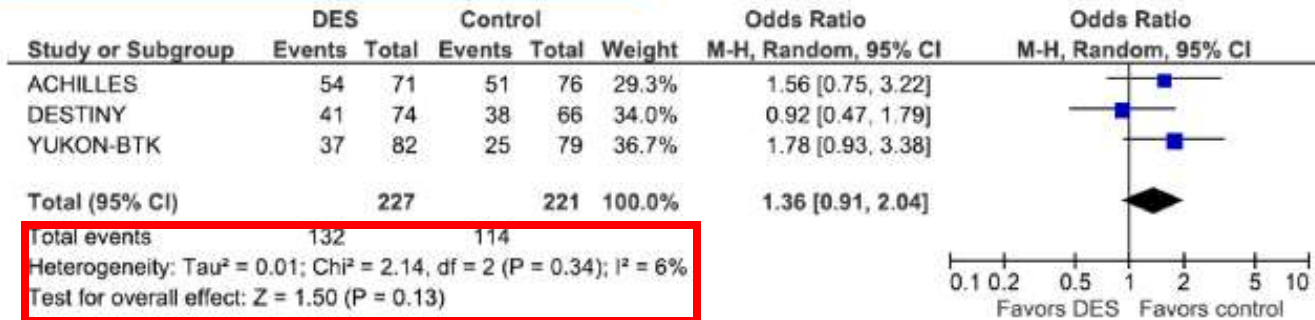 DES Control Odds Ratio Odds Ratio
Study or Subgroup Events Total Events Total Weight M-H, Random, 95% CI M-H, Random, 95% CI
ACHILLES 54 71 51 76 29.3% 1.56 [0.75, 3.22]
DESTINY 41 74 38 66 34.0% 0.92 [0.47, 1.79]
YUKON-BTK 37 82 25 79 36.7% 1.78 [0.93, 3.38]
Total (95% CI) 227 221 100.0% 1.36 [0.91, 2.04]
Total events 132 114
Heterogeneity: Tau² = 0.01; Chi² = 2.14, df = 2 (P = 0.34); I² = 6%
Test for overall effect: Z = 1.50 (P = 0.13)
0.1 0.2 0.5 1 2 5 10
Favors DES Favors control